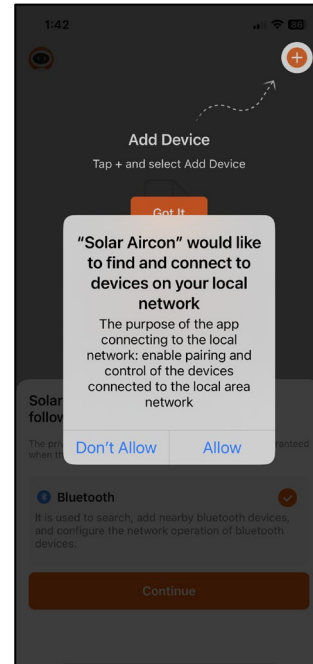 1:42
80
Add Device
Tap + and select Add Device
Got It
"Solar Aircon" would like
to find and connect to
devices on your local
network
The purpose of the app
connecting to the local
network: enable pairing and
control of the devices
connected to the local area
network
Don't Allow Allow
Solar
follow
The ranteed
when
Bluetooth
It is used to search, add nearby bluetooth devices,
and configure the network operation of bluetooth
devices.
Continue